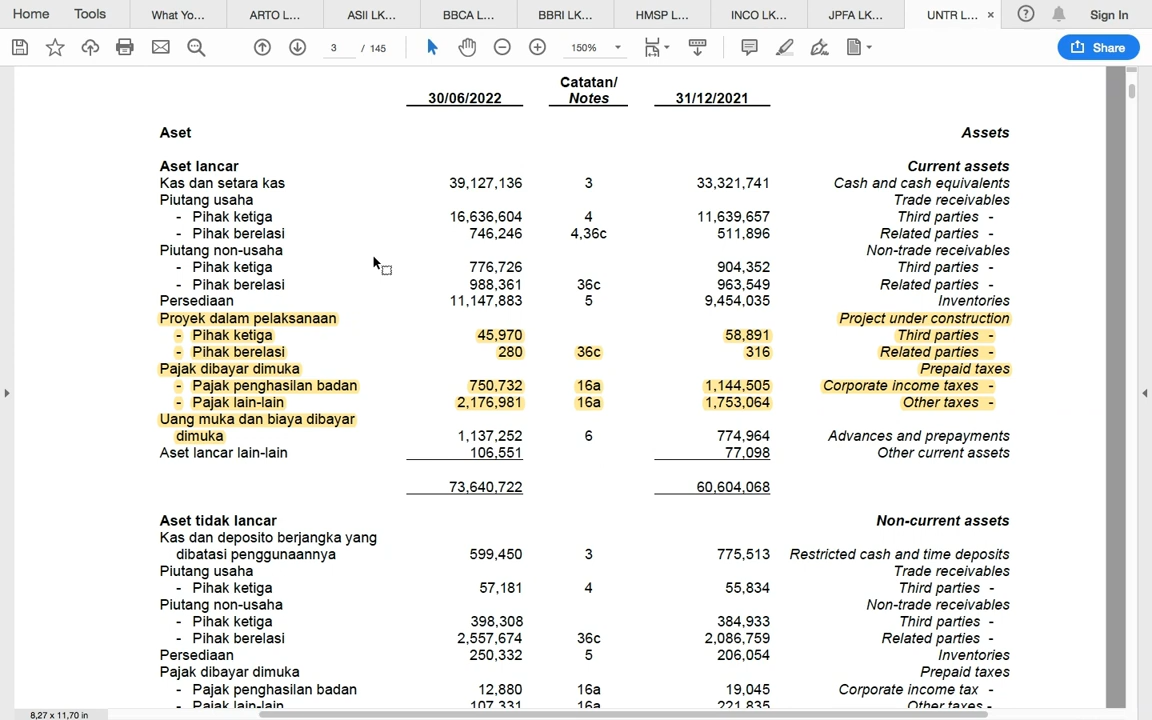 Home Tools What Yo... ARTO L... ASII LK... BBCA L... BBRI LK... HMSP L... INCO LK... JPFA LK... UNTR L... × ? Sign In
3 / 145 150% Share
Catatan/
30/06/2022 Notes 31/12/2021
Aset Assets
Aset lancar Current assets
Kas dan setara kas 39,127,136 3 33,321,741 Cash and cash equivalents
Piutang usaha Trade receivables
- Pihak ketiga 16,636,604 4 11,639,657 Third parties -
- Pihak berelasi 746,246 4,36c 511,896 Related parties -
Piutang non-usaha Non-trade receivables
- Pihak ketiga 776,726 904,352 Third parties -
- Pihak berelasi 988,361 36c 963,549 Related parties -
Persediaan 11,147,883 5 9,454,035 Inventories
Proyek dalam pelaksanaan Project under construction
- Pihak ketiga 45,970 58,891 Third parties -
- Pihak berelasi 280 36c 316 Related parties -
Pajak dibayar dimuka Prepaid taxes
- Pajak penghasilan badan 750,732 16a 1,144,505 Corporate income taxes -
- Pajak lain-lain 2,176,981 16a 1,753,064 Other taxes -
Uang muka dan biaya dibayar
dimuka 1,137,252 6 774,964 Advances and prepayments
Aset lancar lain-lain 106,551 77,098 Other current assets
73,640,722 60,604,068
Aset tidak lancar Non-current assets
Kas dan deposito berjangka yang
dibatasi penggunaannya 599,450 3 775,513 Restricted cash and time deposits
Piutang usaha Trade receivables
- Pihak ketiga 57,181 4 55,834 Third parties -
Piutang non-usaha Non-trade receivables
- Pihak ketiga 398,308 384,933 Third parties -
- Pihak berelasi 2,557,674 36c 2,086,759 Related parties -
Persediaan 250,332 5 206,054 Inventories
Pajak dibayar dimuka Prepaid taxes
- Pajak penghasilan badan 12,880 16a 19,045 Corporate income tax -
- Pajak lain-lain 107,331 16a 221,835 Other taxes -
8,27 x 11,70 in